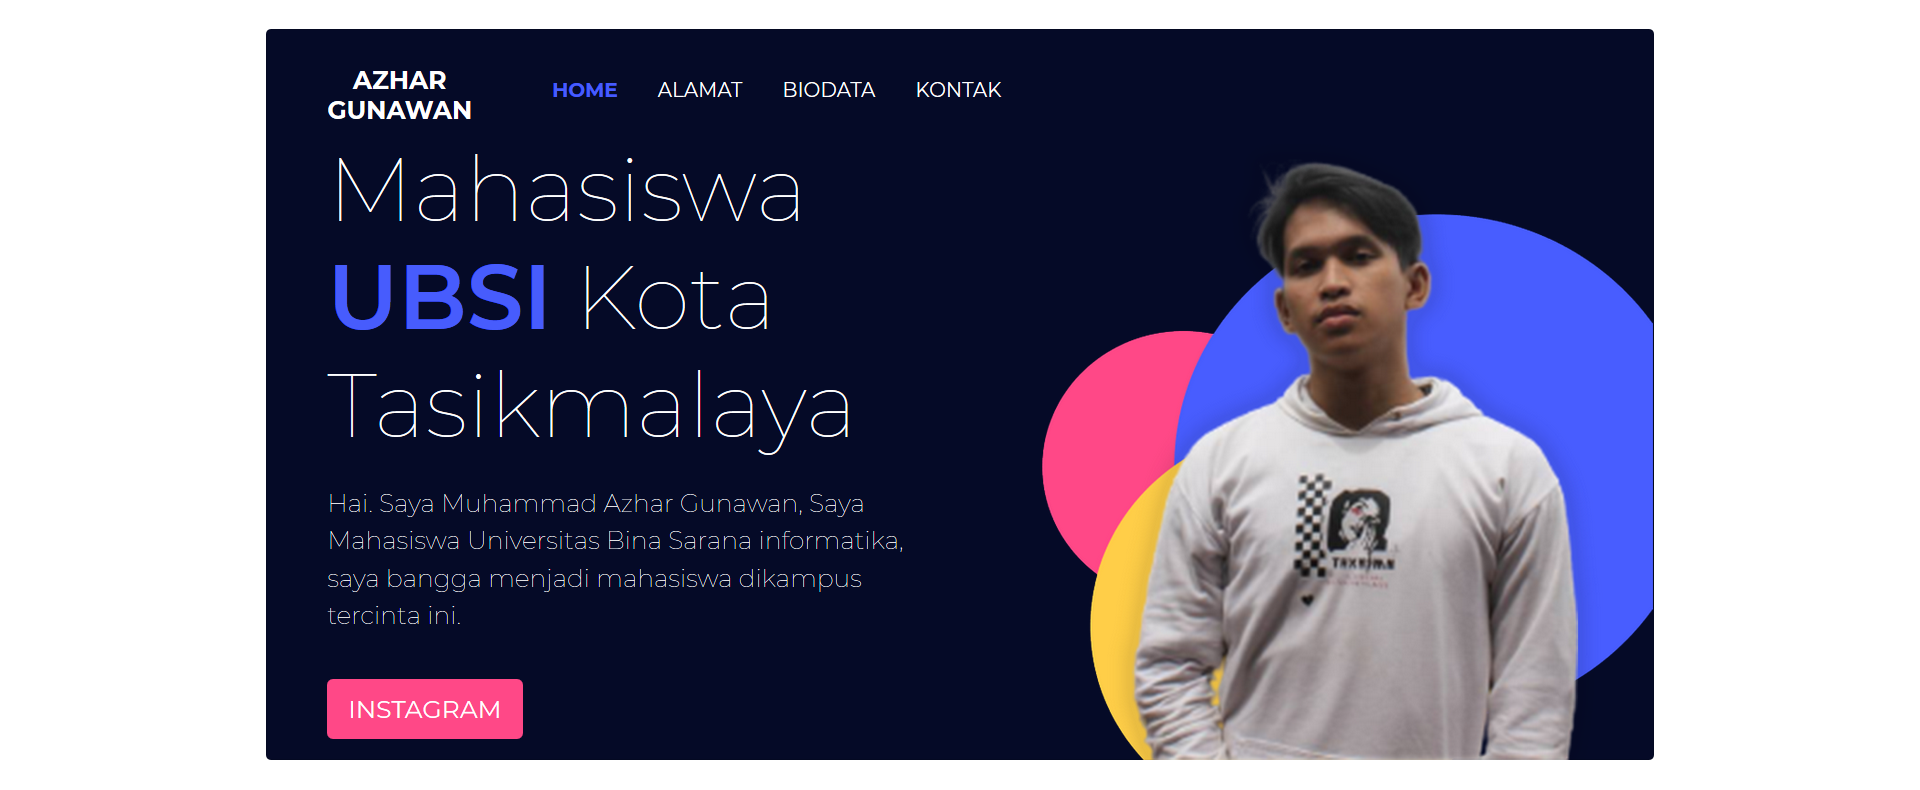 AZHAR
GUNAWAN
HOME ALAMAT BIODATA KONTAK
Mahasiswa
UBSI Kota
Tasikmalaya
Hai. Saya Muhammad Azhar Gunawan, Saya
Mahasiswa Universitas Bina Sarana informatika,
saya bangga menjadi mahasiswa dikampus
tercinta ini.
INSTAGRAM